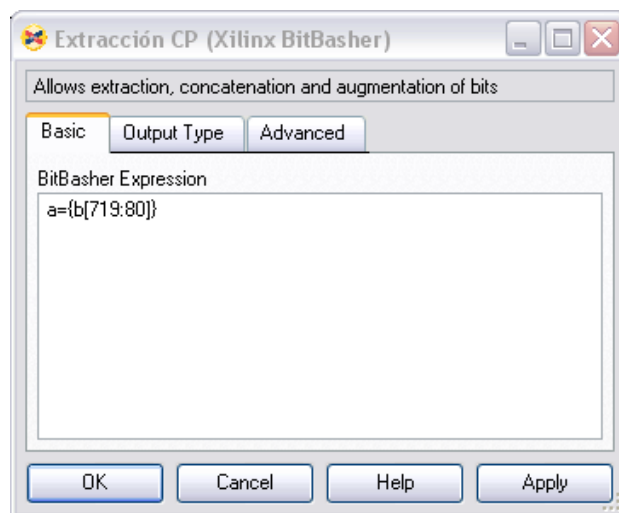 Extracción CP (Xilinx BitBasher)
Allows extraction, concatenation and augmentation of bits
Basic Output Type Advanced
BitBasher Expression
a={b[719:80]}
OK Cancel Help Apply